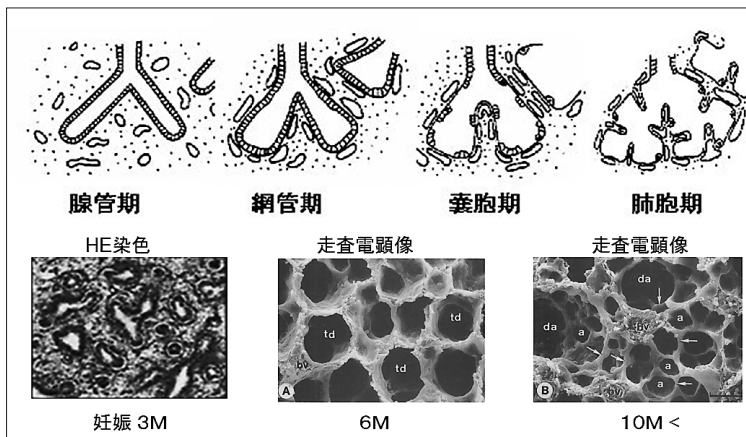 腺管期 網管期 嚢胞期 肺胞期
HE染色 走査電顕像 走査電顕像
td td td bv A
da da a a a a bv bv B
妊娠 3M 6M 10M <